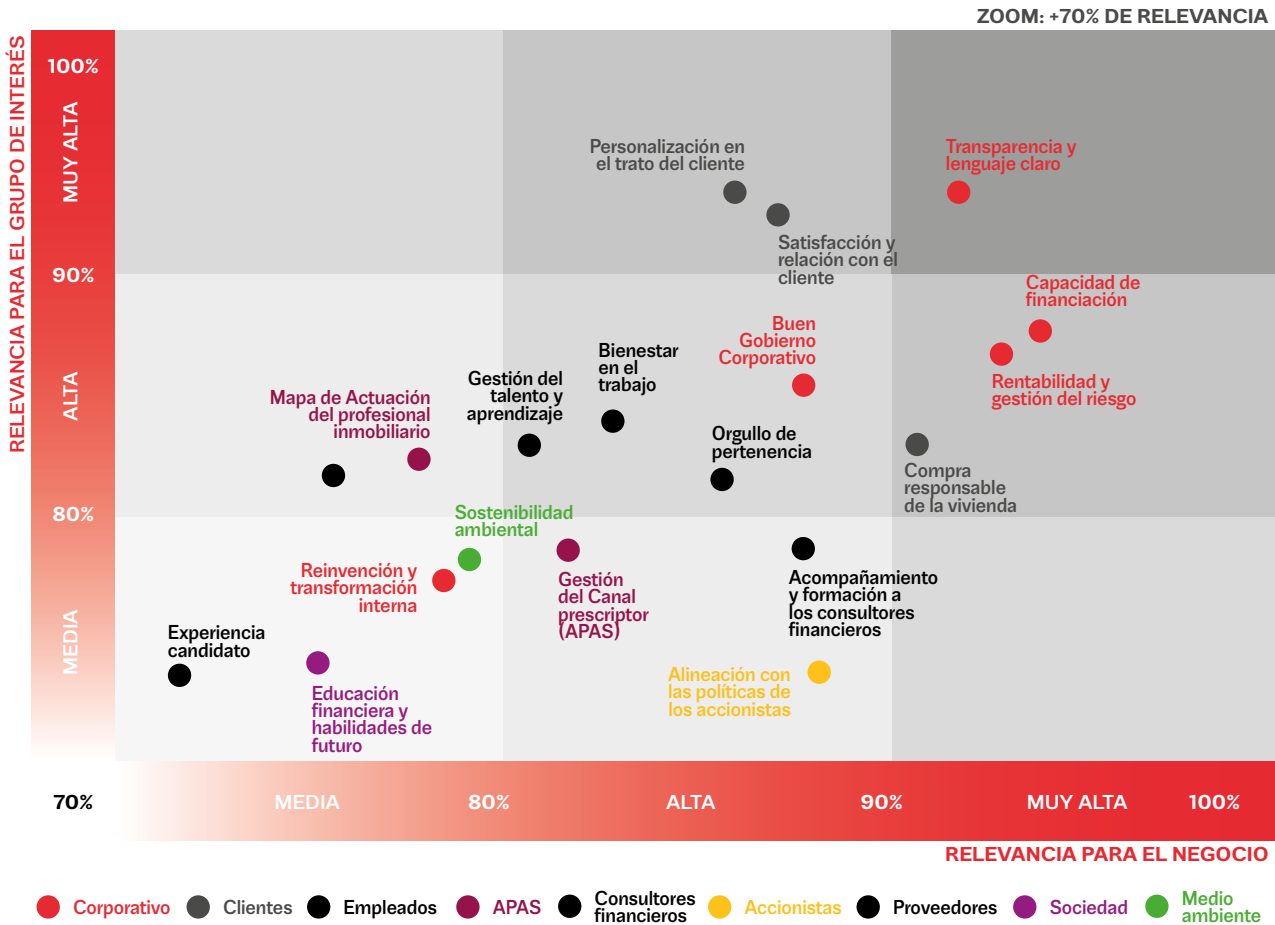 ZOOM: +70% DE RELEVANCIA
RELEVANCIA PARA EL GRUPO DE INTERÉS
100%
MUY ALTA
90%
ALTA
80%
MEDIA
Personalización en
el trato del cliente
Transparencia y
lenguaje claro
Satisfacción y
relación con el
cliente
Capacidad de
financiación
Buen
Gobierno
Corporativo
Bienestar
en el
trabajo
Rentabilidad y
gestión del riesgo
Gestión del
talento y
aprendizaje
Mapa de Actuación
del profesional
inmobiliario
Orgullo de
pertenencia
Compra
responsable
de la vivienda
Sostenibilidad
ambiental
Reinvención y
transformación
interna
Gestión
del Canal
prescriptor
(APAS)
Acompañamiento
y formación a
los consultores
financieros
Experiencia
candidato
Educación
financiera y
habilidades de
futuro
Alineación con
las políticas de
los accionistas
70%
MEDIA
80%
ALTA
90%
MUY ALTA
100%
RELEVANCIA PARA EL NEGOCIO
Corporativo
Clientes
Empleados
APAS
Consultores
financieros
Accionistas
Proveedores
Sociedad
Medio
ambiente